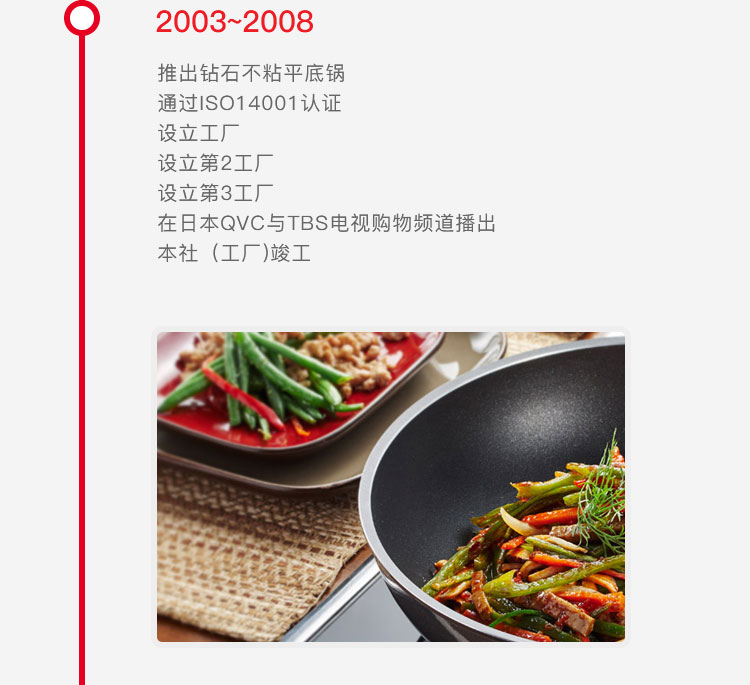 2003~2008
推出钻石不粘平底锅
通过ISO14001认证
设立工厂
设立第2工厂
设立第3工厂
在日本QVC与TBS电视购物频道播出
本社（工厂)竣工